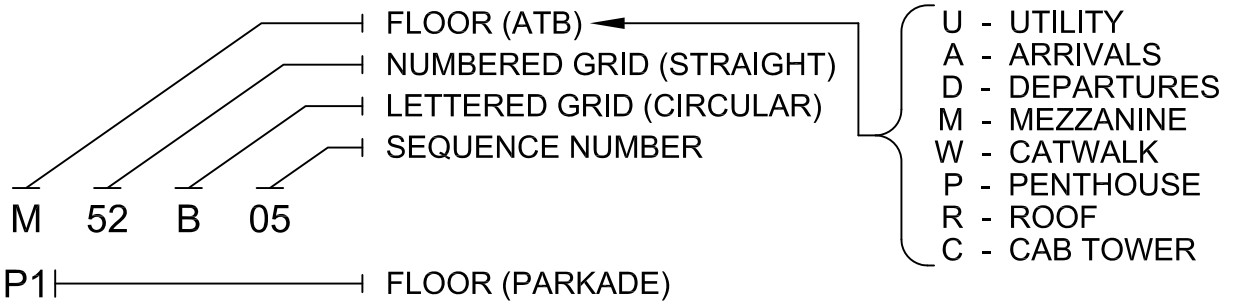 FLOOR (ATB)
NUMBERED GRID (STRAIGHT)
LETTERED GRID (CIRCULAR)
SEQUENCE NUMBER
M 52 B 05
P1 FLOOR (PARKADE)
U - UTILITY
A - ARRIVALS
D - DEPARTURES
M - MEZZANINE
W - CATWALK
P - PENTHOUSE
R - ROOF
C - CAB TOWER